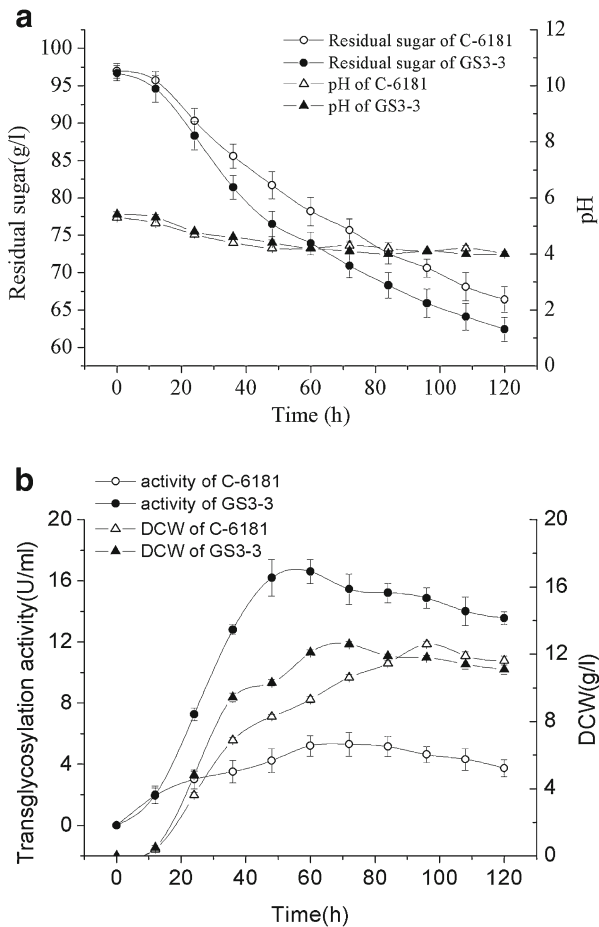 a
Residual sugar of C-6181
Residual sugar of GS3-3
pH of C-6181
pH of GS3-3
100
95
90
85
80
75
70
65
60
Residual sugar(g/l)
12
10
8
6
4
2
0
pH
0 20 40 60 80 100 120
Time (h)
b
activity of C-6181
activity of GS3-3
DCW of C-6181
DCW of GS3-3
20
16
12
8
4
0
Transglycosylation activity(U/ml)
20
16
12
8
4
0
DCW(g/l)
0 20 40 60 80 100 120
Time(h)